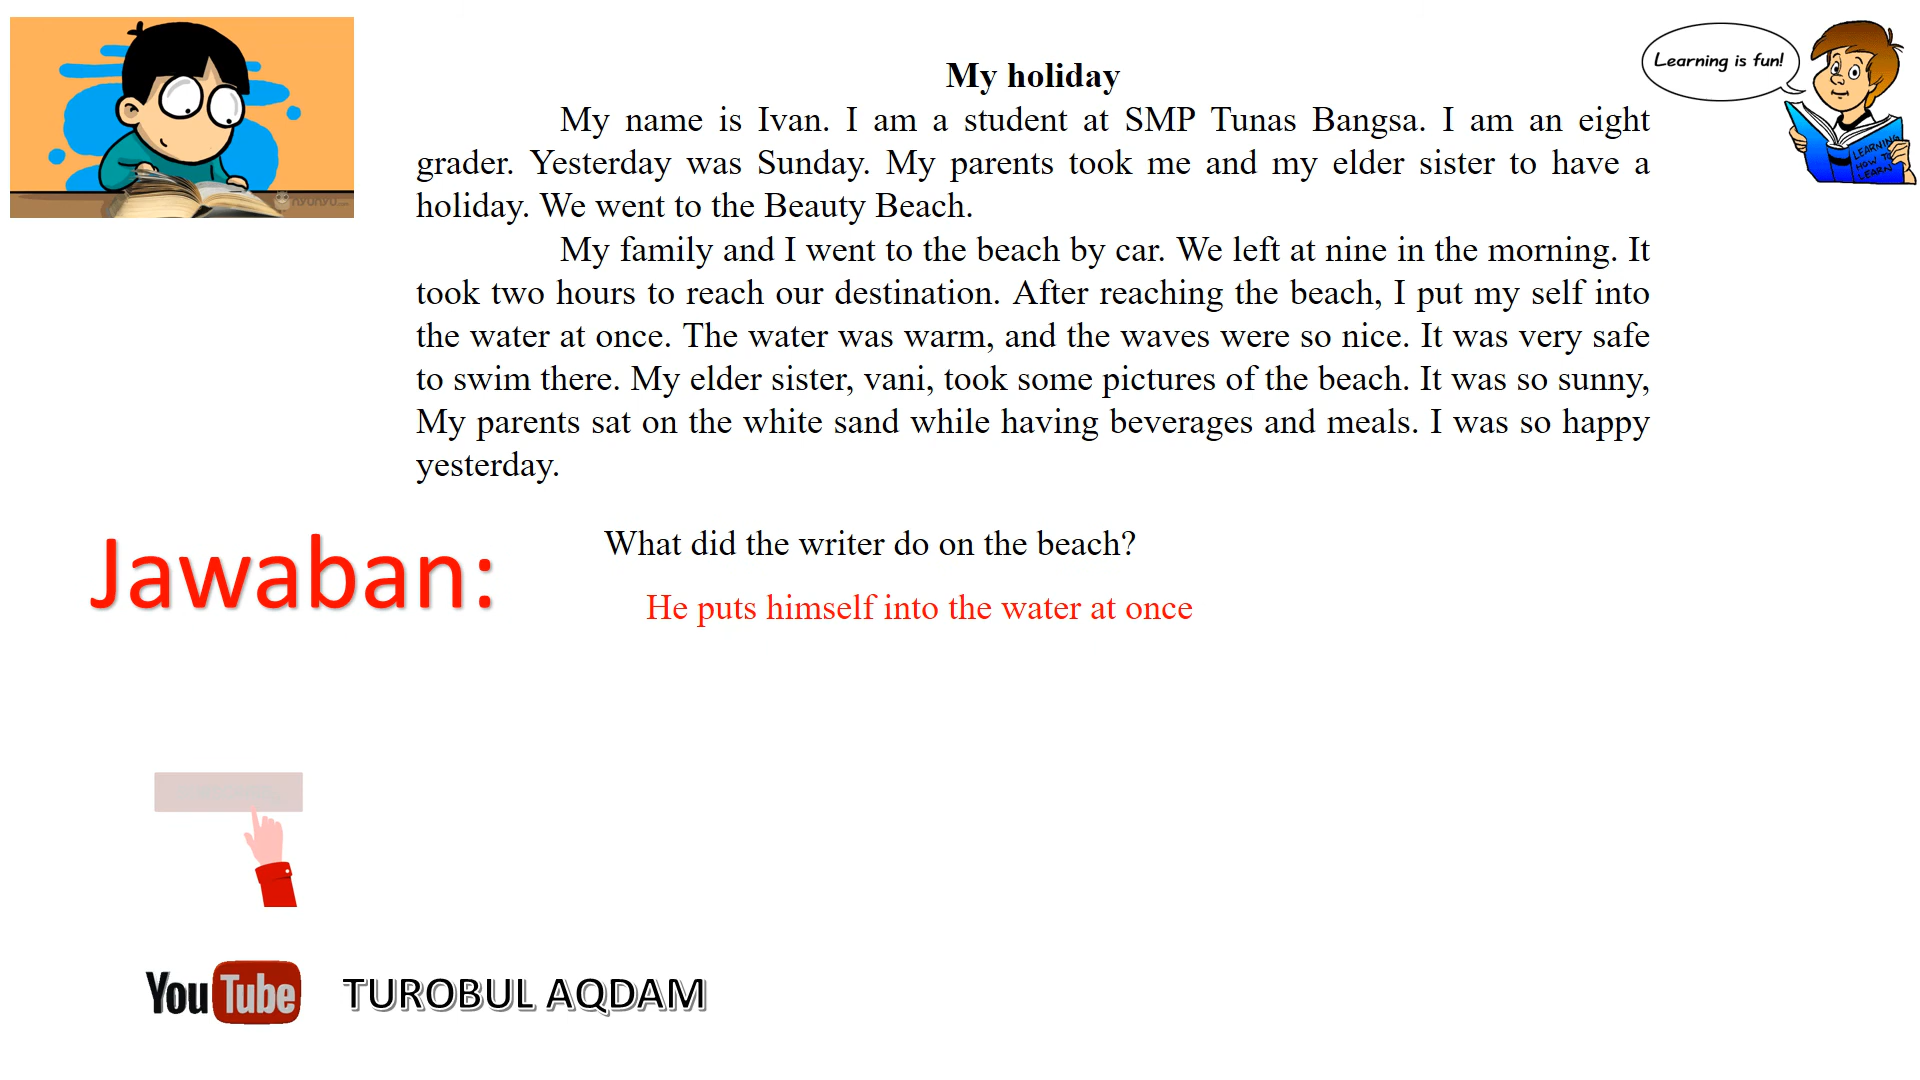 My holiday
Learning is fun!
My name is Ivan. I am a student at SMP Tunas Bangsa. I am an eight
grader. Yesterday was Sunday. My parents took me and my elder sister to have a
holiday. We went to the Beauty Beach.
My family and I went to the beach by car. We left at nine in the morning. It
took two hours to reach our destination. After reaching the beach, I put my self into
the water at once. The water was warm, and the waves were so nice. It was very safe
to swim there. My elder sister, vani, took some pictures of the beach. It was so sunny,
My parents sat on the white sand while having beverages and meals. I was so happy
yesterday.
LEARNING
HOW TO
LEARN
What did the writer do on the beach?
Jawaban:
He puts himself into the water at once
YouTube
TUROBUL AQDAM